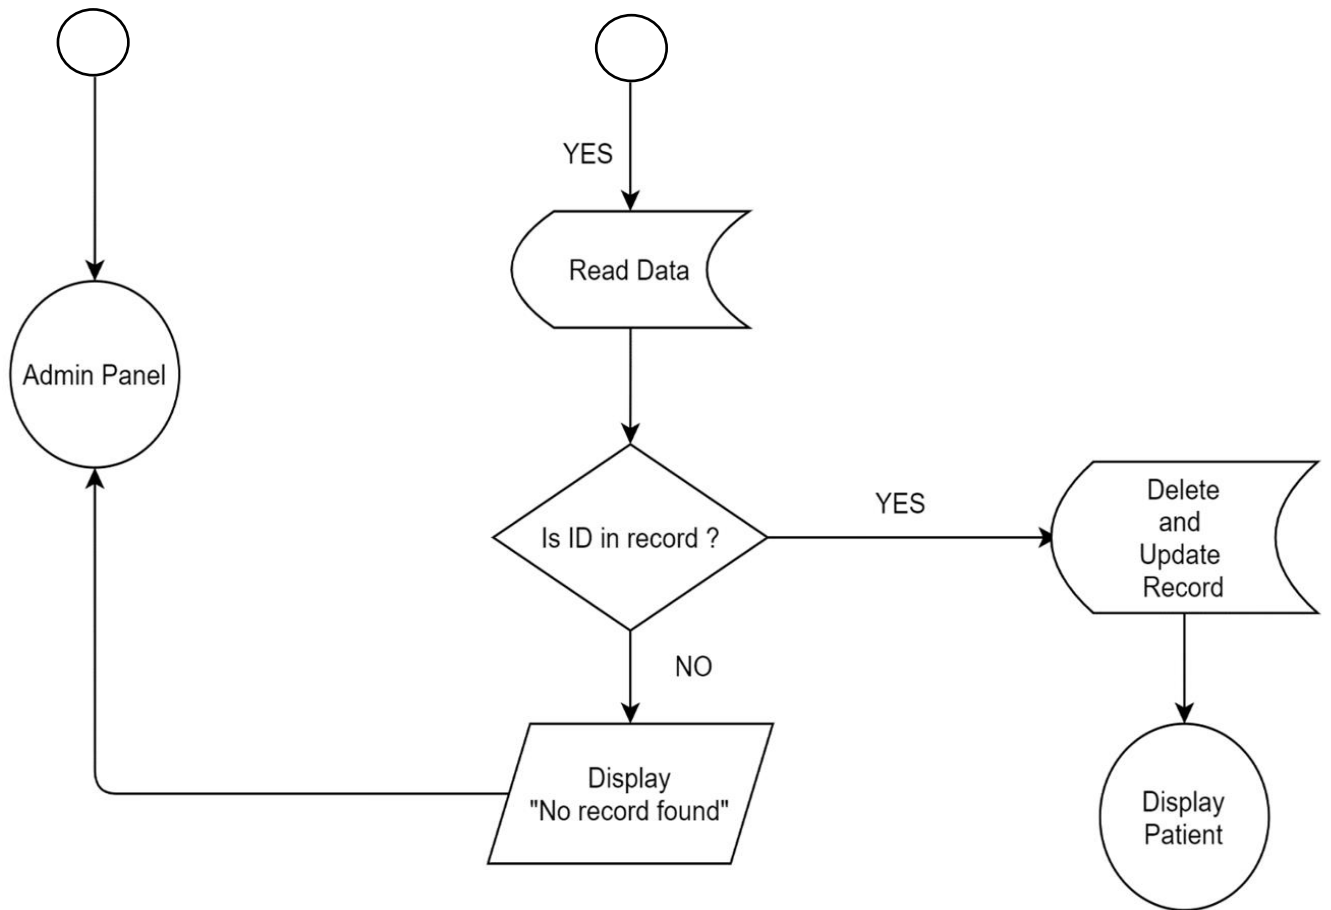 YES
Read Data
Admin Panel
Is ID in record ?
YES
Delete
and
Update
Record
NO
Display
"No record found"
Display
Patient